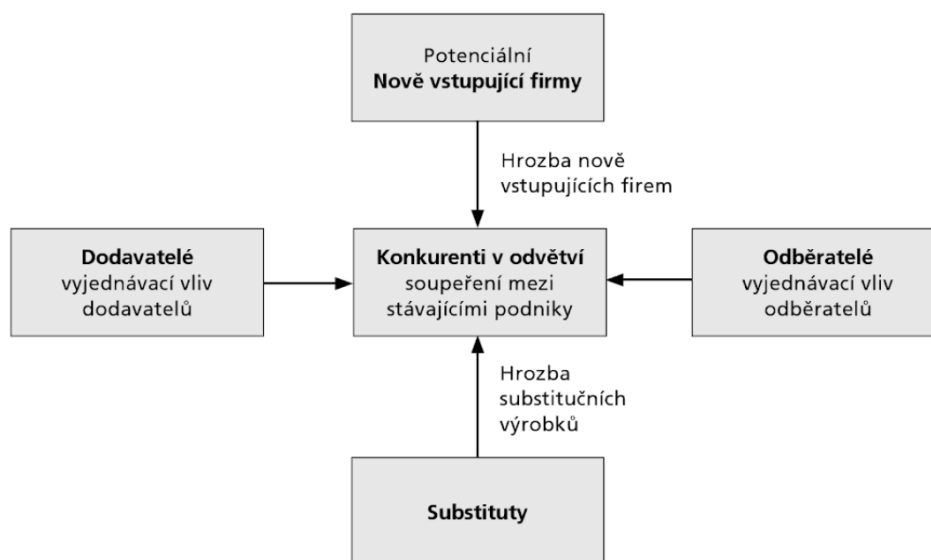 Potenciální
Nově vstupující firmy
Hrozba nově
vstupujících firem
Dodavatelé
vyjednávací vliv
dodavatelů
Konkurenti v odvětví
soupeření mezi
stávajícími podniky
Odběratelé
vyjednávací vliv
odběratelů
Hrozba
substitučních
výrobků
Substituty